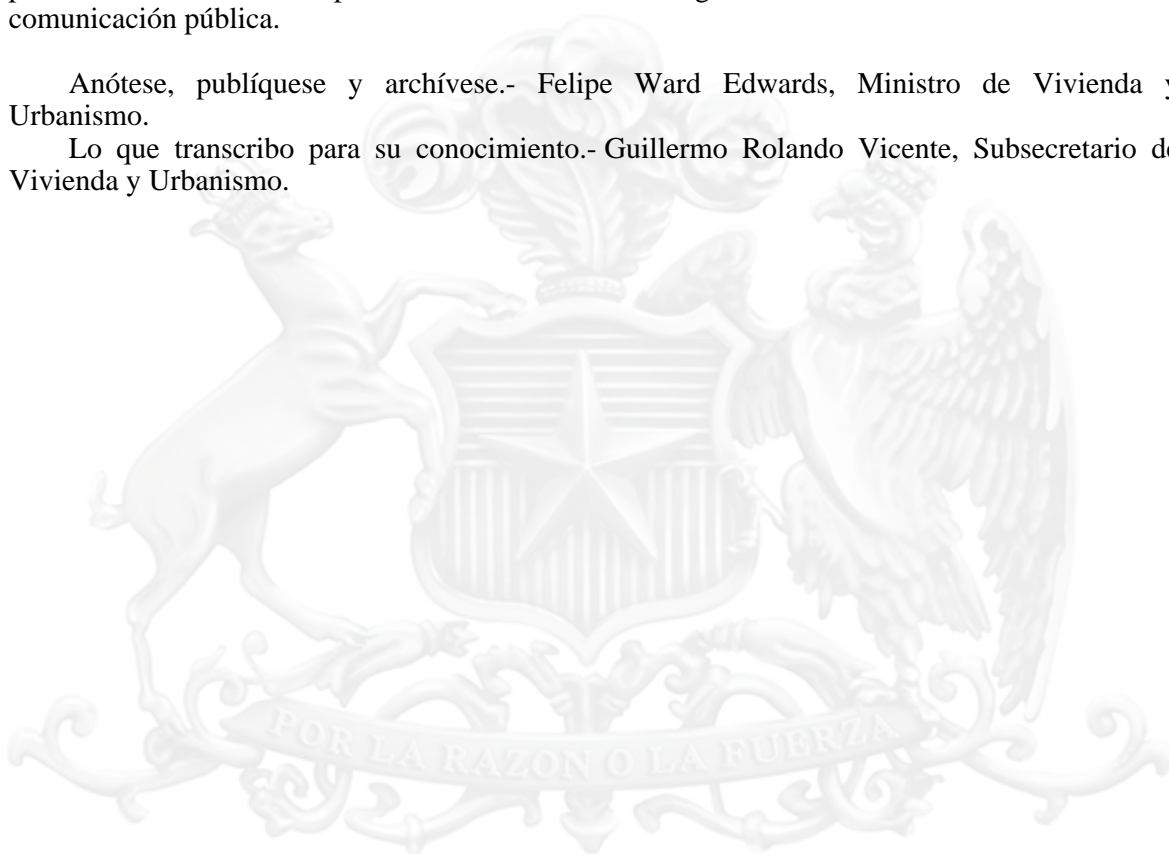 comunicación pública.
Anótese, publíquese y archívese.- Felipe Ward Edwards, Ministro de Vivienda y
Urbanismo.
Lo que transcribo para su conocimiento.- Guillermo Rolando Vicente, Subsecretario de
Vivienda y Urbanismo.
POR LA RAZON O LA FUERZA